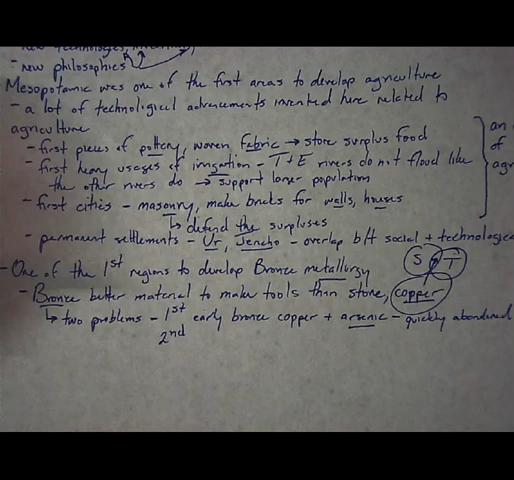 - new technologies,
- new philosophies
Mesopotamia was one of the first areas to develop agriculture
- a lot of technological advancements invented here related to
agriculture
- first pieces of pottery, woven fabric → store surplus food
- first heavy usages of irrigation - T + E rivers do not flood like
the other rivers do → support larger population
- first cities - masonry, make bricks for walls, houses
↳ defend the surpluses
- permanent settlements - Ur, Jericho - overlap b/t social + technologica
an
of
agr
S T
- One of the 1st regions to develop Bronze metallurgy
- Bronze better material to make tools than stone, copper
↳ two problems - 1st early bronze copper + arsenic - quickly abandoned
2nd